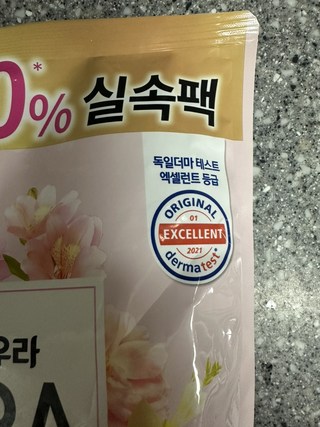 0%* 실속팩
독일더마 테스트
엑셀런트 등급
ORIGINAL
01
EXCELLENT
2021
dermatest
우라